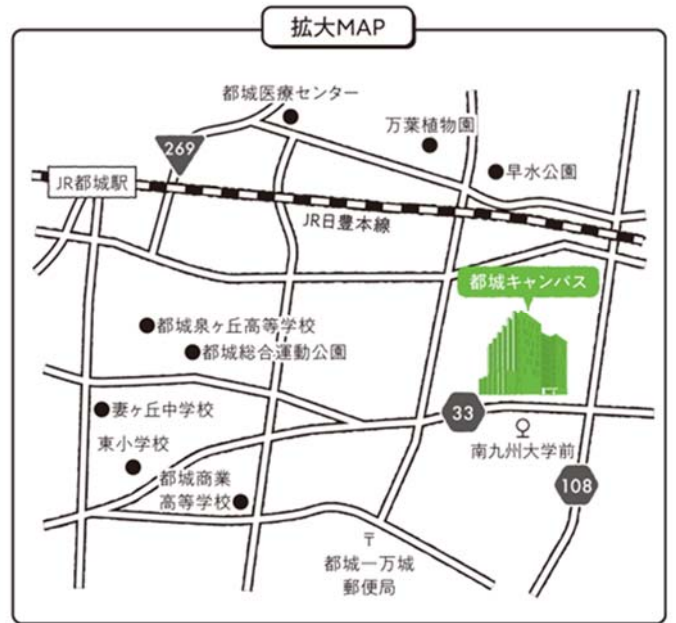 拡大MAP
都城医療センター
万葉植物園
269
早水公園
JR都城駅
JR日豊本線
都城キャンパス
都城泉ヶ丘高等学校
都城総合運動公園
妻ヶ丘中学校
33
東小学校
南九州大学前
都城商業
高等学校
108
〒
都城一万城
郵便局